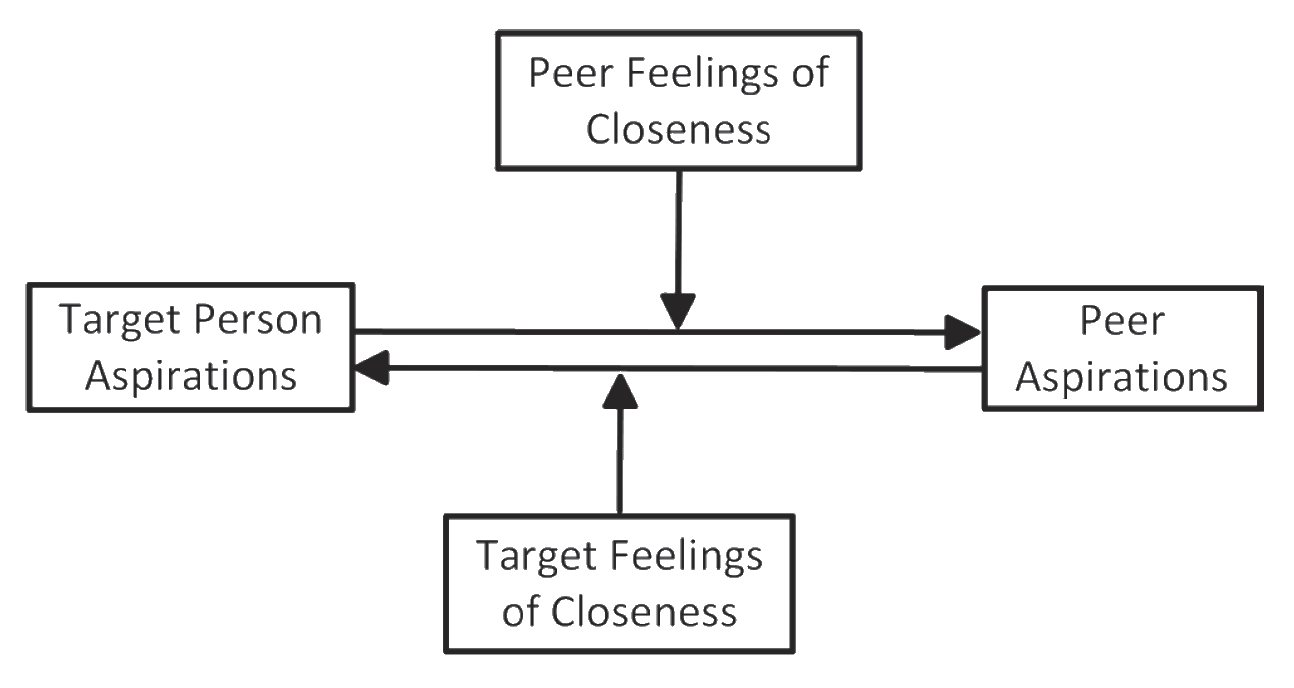 Peer Feelings of
Closeness
Target Person
Aspirations
Peer
Aspirations
Target Feelings
of Closeness